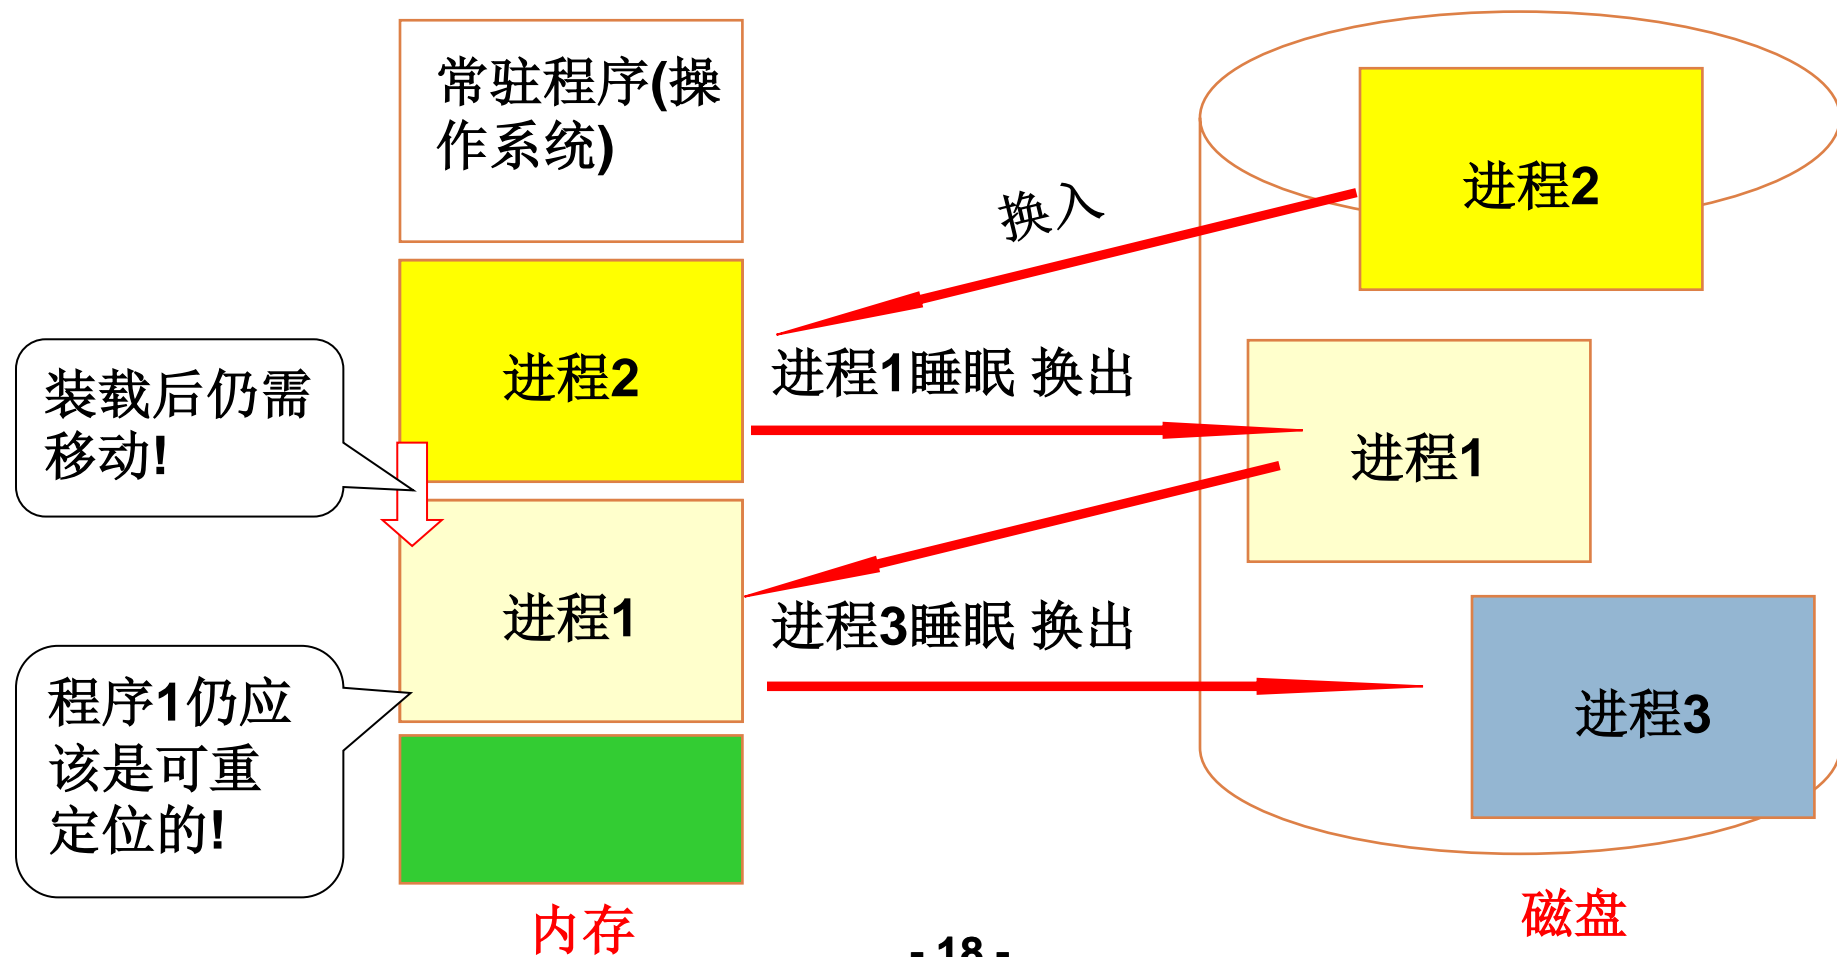 常驻程序(操
作系统)
进程2
换入
进程2
进程1睡眠 换出
装载后仍需
移动!
进程1
进程1
进程3睡眠 换出
程序1仍应
该是可重
定位的!
进程3
内存
磁盘
- 18 -